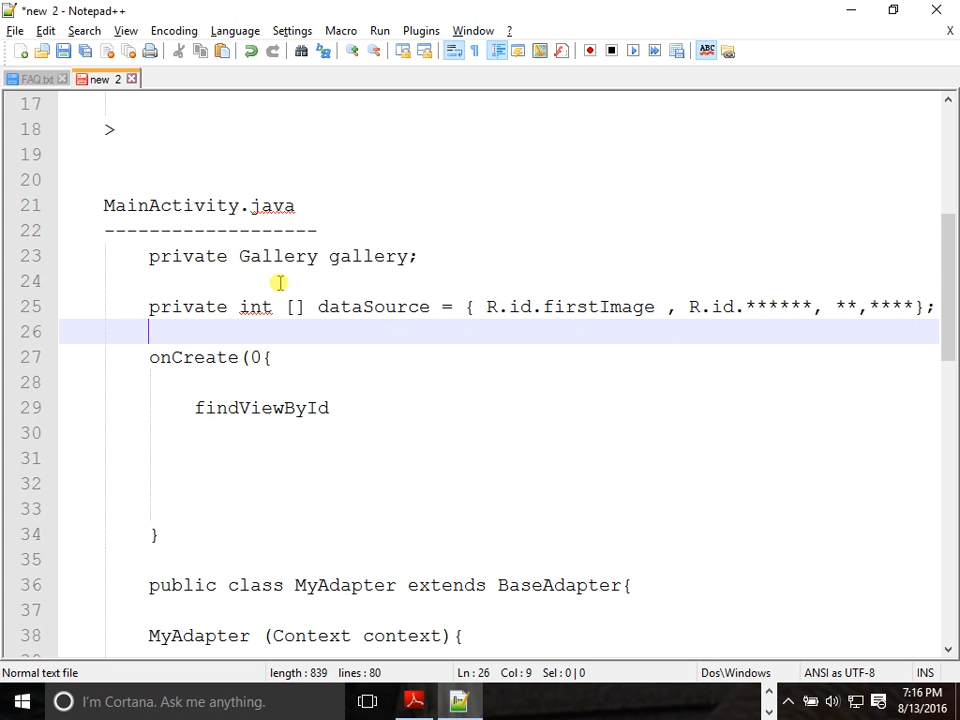 *new  2 - Notepad++
File Edit Search View Encoding Language Settings Macro Run Plugins Window ? X
ABC
FAQ.txt new  2
17
18 >
19
20
21 MainActivity.java
22 -------------------
23 private Gallery gallery;
24
25 private int [] dataSource = { R.id.firstImage , R.id.******, **,****};
26
27 onCreate(0{
28
29 findViewById
30
31
32
33
34 }
35
36 public class MyAdapter extends BaseAdapter{
37
38 MyAdapter (Context context){
Normal text file length : 839 lines : 80 Ln : 26 Col : 9 Sel : 0 | 0 Dos\Windows ANSI as UTF-8 INS
I'm Cortana. Ask me anything. 7:16 PM
8/13/2016